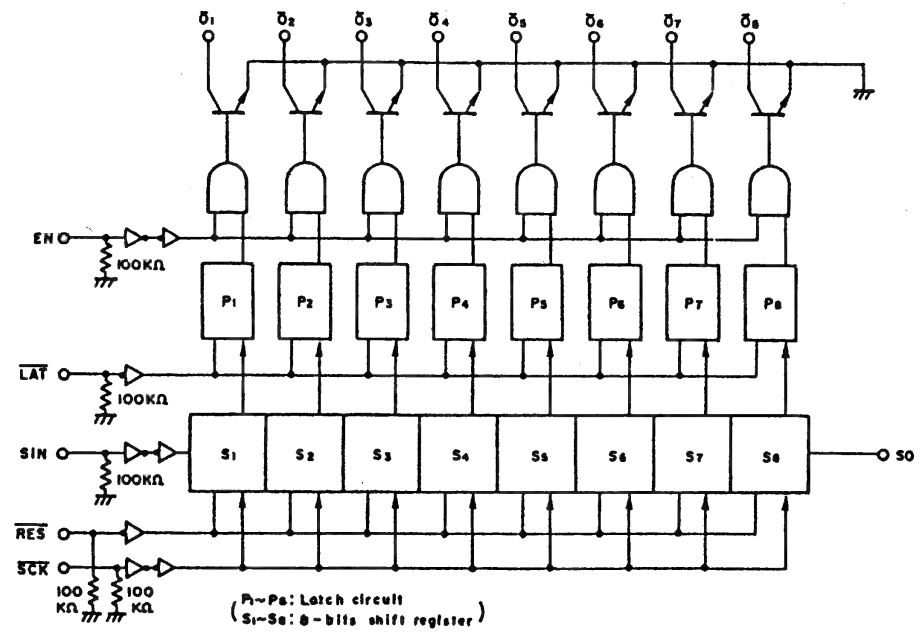 Ō1 Ō2 Ō3 Ō4 Ō5 Ō6 Ō7 Ō8
EN
100KΩ
P1 P2 P3 P4 P5 P6 P7 P8
LAT
100KΩ
SIN
100KΩ
S1 S2 S3 S4 S5 S6 S7 S8
SO
RES
SCK
100 KΩ
100 KΩ
(P1~P8: Latch circuit
S1~S8: 8-bits shift register)